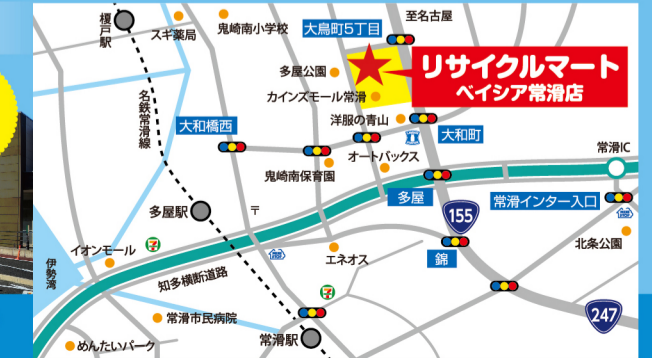 榎戸駅
スギ薬局
鬼崎南小学校
大鳥町5丁目
至名古屋
多屋公園
リサイクルマート
ベイシア常滑店
カインズモール常滑
名鉄常滑線
洋服の青山
大和橋西
大和町
オートバックス
鬼崎南保育園
常滑IC
多屋
常滑インター入口
多屋駅
〒
155
北条公園
イオンモール
7
伊勢湾
錦
エネオス
知多横断道路
7
247
常滑市民病院
常滑駅
めんたいパーク